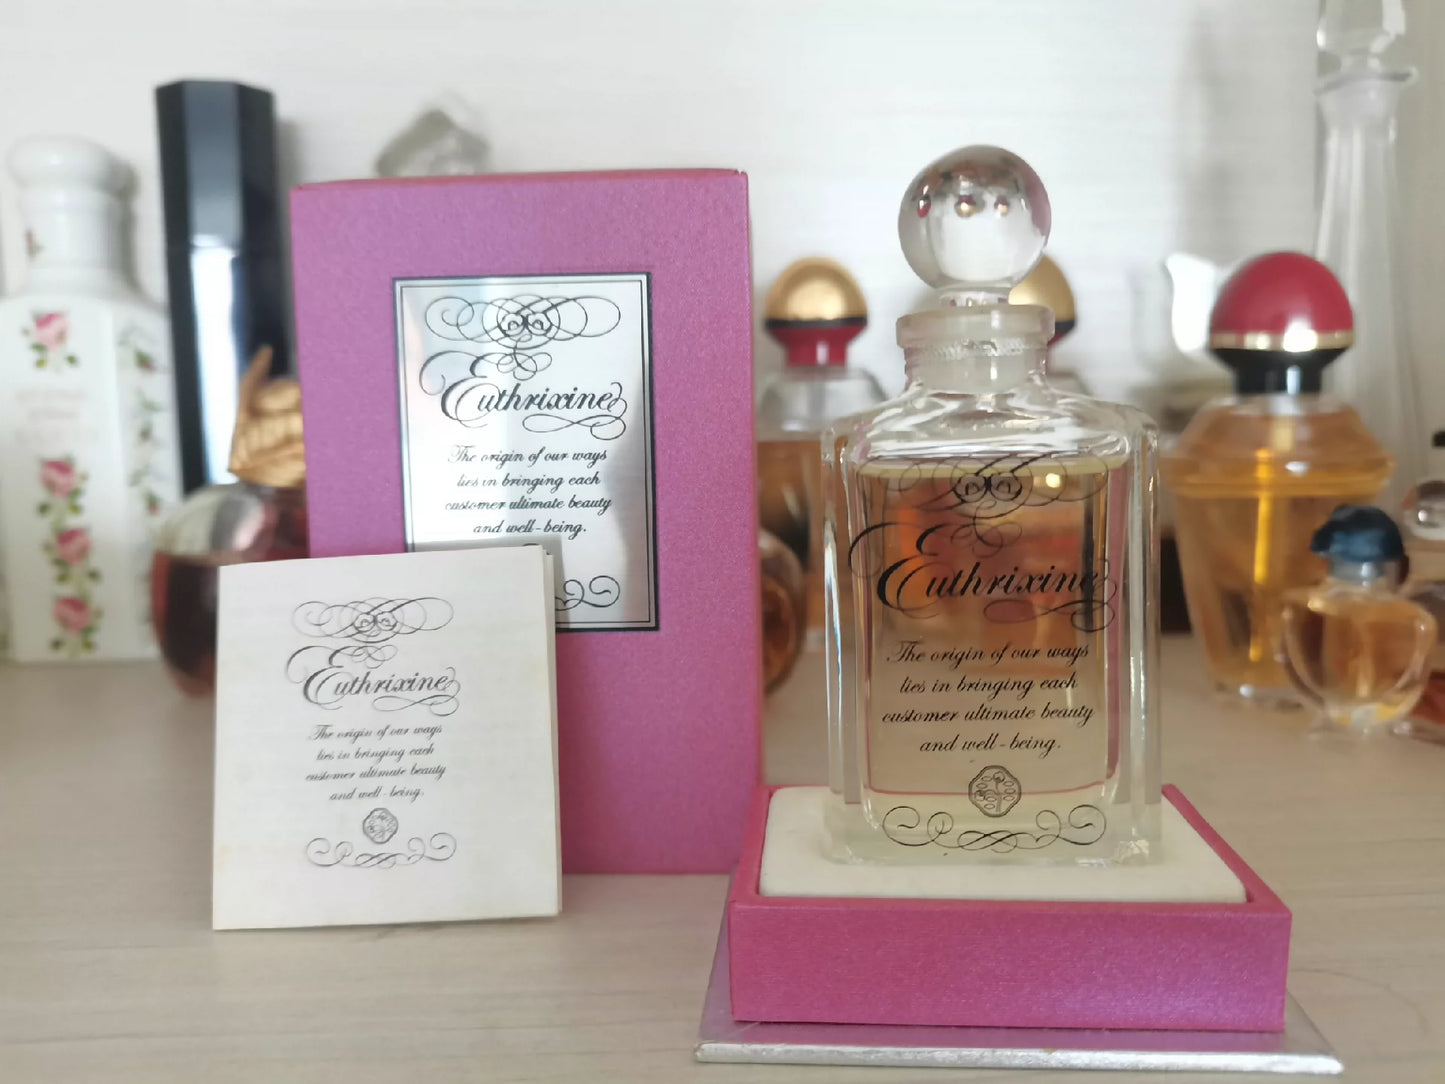 Euthrixine
The origin of our ways
lies in bringing each
customer ultimate beauty
and well-being.
Euthrixine
The origin of our ways
lies in bringing each
customer ultimate beauty
and well-being.
Euthrixine
The origin of our ways
lies in bringing each
customer ultimate beauty
and well-being.